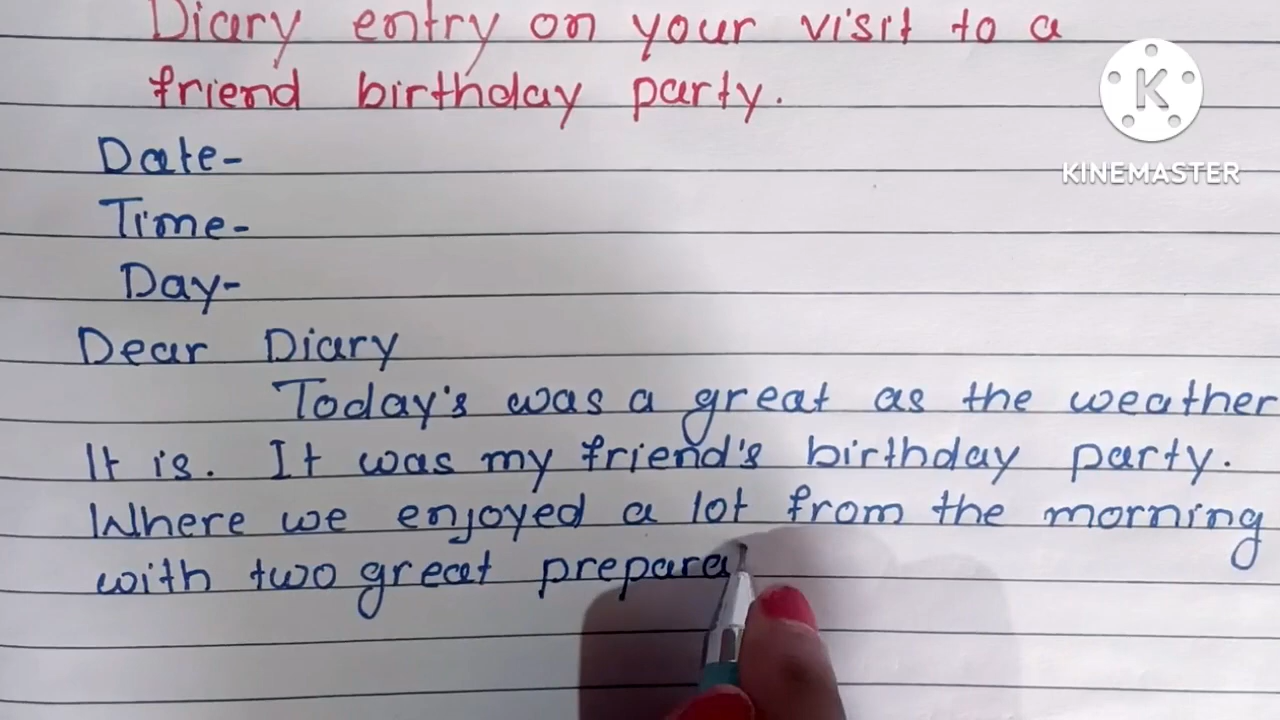 Diary entry on your visit to a
friend birthday party.
K
KINEMASTER
Date-
Time-
Day-
Dear Diary
Today's was a great as the weather
It is. It was my friend's birthday party.
Where we enjoyed a lot from the morning
with two great prepara